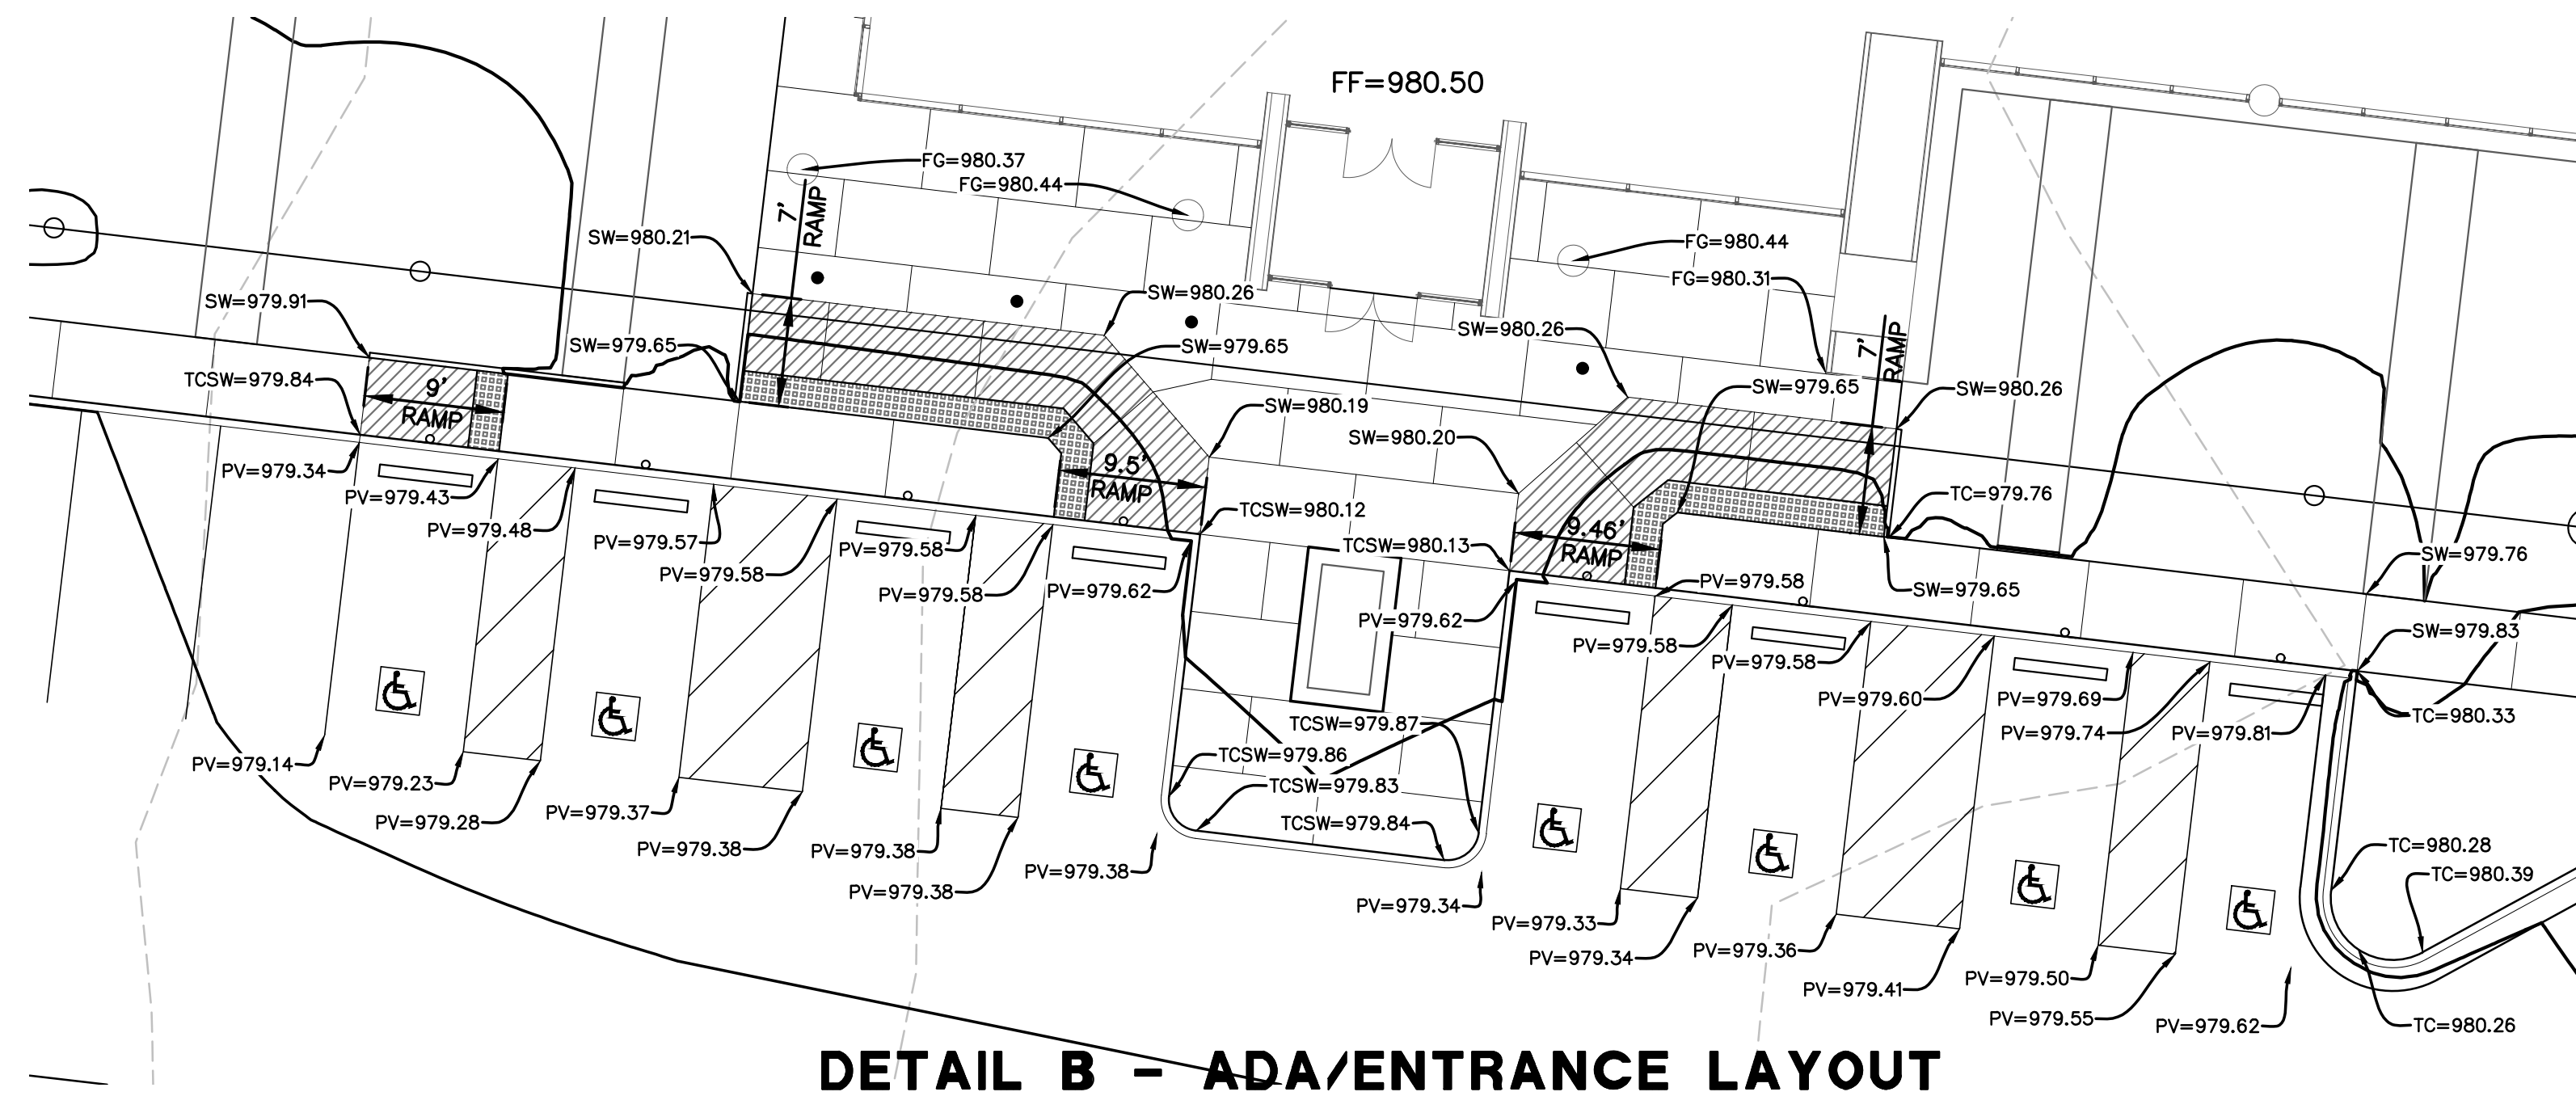 FF=980.50
FG=980.37
FG=980.44
7'
RAMP
SW=980.21
FG=980.44
FG=980.31
SW=979.91
SW=980.26
SW=980.26
SW=979.65
SW=979.65
7'
RAMP
TCSW=979.84
9'
RAMP
SW=979.65
SW=980.26
SW=980.19
SW=980.20
PV=979.34
PV=979.43
9.5'
RAMP
TC=979.76
PV=979.48
TCSW=980.12
PV=979.57
PV=979.58
9.46'
RAMP
TCSW=980.13
SW=979.76
PV=979.58
PV=979.58
PV=979.62
PV=979.58
SW=979.65
PV=979.62
SW=979.83
PV=979.58
PV=979.58
PV=979.60
PV=979.69
TC=980.33
PV=979.74
PV=979.81
TCSW=979.87
TCSW=979.86
PV=979.14
PV=979.23
TCSW=979.83
PV=979.28
PV=979.37
TCSW=979.84
PV=979.38
PV=979.38
PV=979.38
PV=979.38
TC=980.28
TC=980.39
PV=979.34
PV=979.33
PV=979.34
PV=979.36
PV=979.41
PV=979.50
PV=979.55
PV=979.62
TC=980.26
DETAIL B - ADA/ENTRANCE LAYOUT